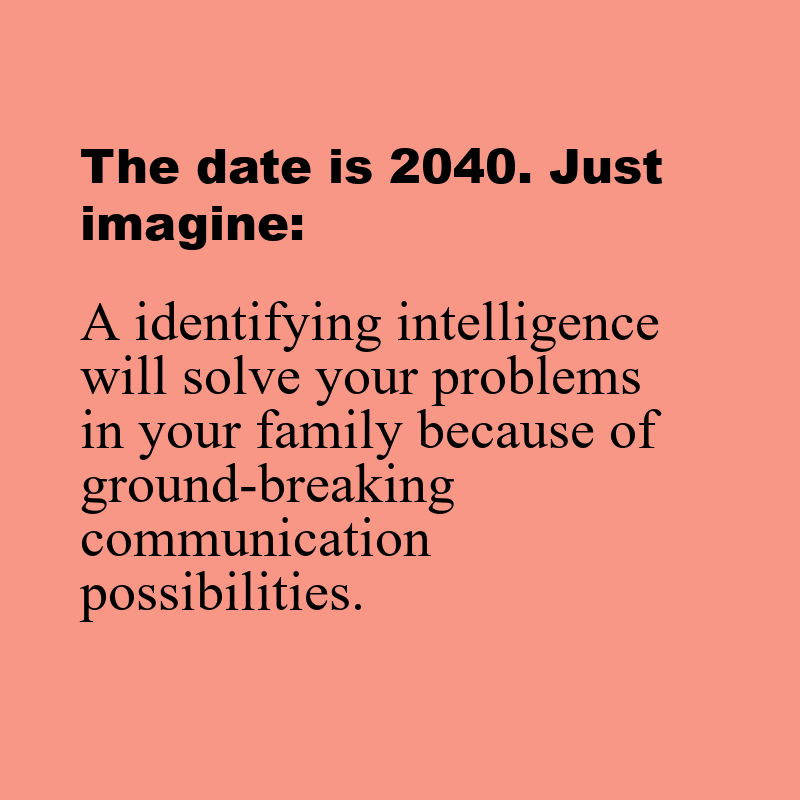 The date is 2040. Just
imagine:
A identifying intelligence
will solve your problems
in your family because of
ground-breaking
communication
possibilities.